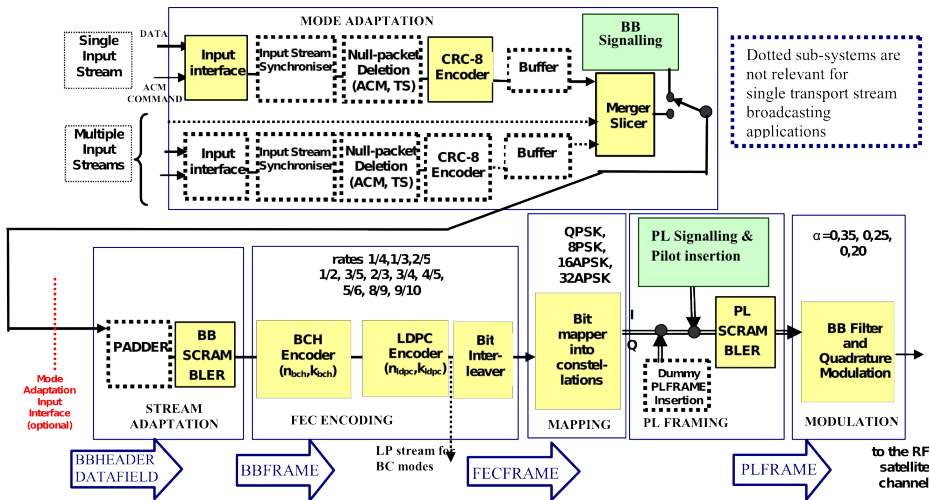 MODE ADAPTATION
Single
Input
Stream
DATA
ACM
COMMAND
Input
interface
Input Stream
Synchroniser
Null-packet
Deletion
(ACM, TS)
CRC-8
Encoder
Buffer
BB
Signalling
Merger
Slicer
Dotted sub-systems are
not relevant for
single transport stream
broadcasting
applications
Multiple
Input
Streams
Input
interface
Input Stream
Synchroniser
Null-packet
Deletion
(ACM, TS)
CRC-8
Encoder
Buffer
rates 1/4,1/3,2/5
1/2, 3/5, 2/3, 3/4, 4/5,
5/6, 8/9, 9/10
QPSK,
8PSK,
16APSK,
32APSK
PL Signalling &
Pilot insertion
α=0,35, 0,25,
0,20
PADDER
BB
SCRAM
BLER
BCH
Encoder
(nbch,kbch)
LDPC
Encoder
(nldpc,kldpc)
Bit
Inter-
leaver
Bit
mapper
into
constel-
lations
I
Q
Dummy
PLFRAME
Insertion
PL
SCRAM
BLER
BB Filter
and
Quadrature
Modulation
Mode
Adaptation
Input
Interface
(optional)
STREAM
ADAPTATION
FEC ENCODING
MAPPING
PL FRAMING
MODULATION
BBHEADER
DATAFIELD
BBFRAME
LP stream for
BC modes
FECFRAME
PLFRAME
to the RF
satellite
channel